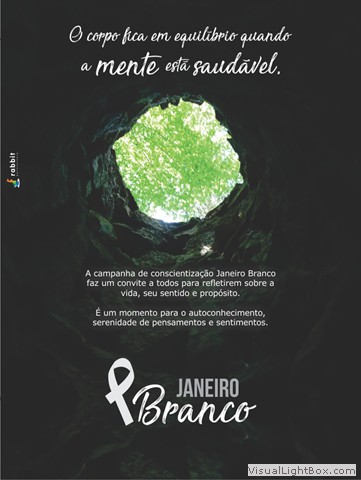 O corpo fica em equilíbrio quando
a mente está saudável.
rabbit
A campanha de conscientização Janeiro Branco
faz um convite a todos para refletirem sobre a
vida, seu sentido e propósito.
É um momento para o autoconhecimento,
serenidade de pensamentos e sentimentos.
JANEIRO
Branco
VisualLightBox.com